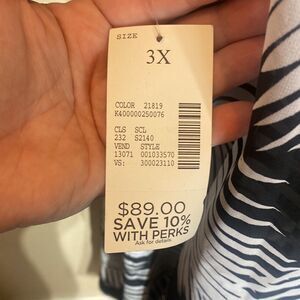 SIZE
3X
COLOR 21819
K400000250076
CLS SCL
232 S2140
VEND STYLE
13071 001033570
VS: 300023110
$89.00
SAVE 10%
WITH PERKS
Ask for details